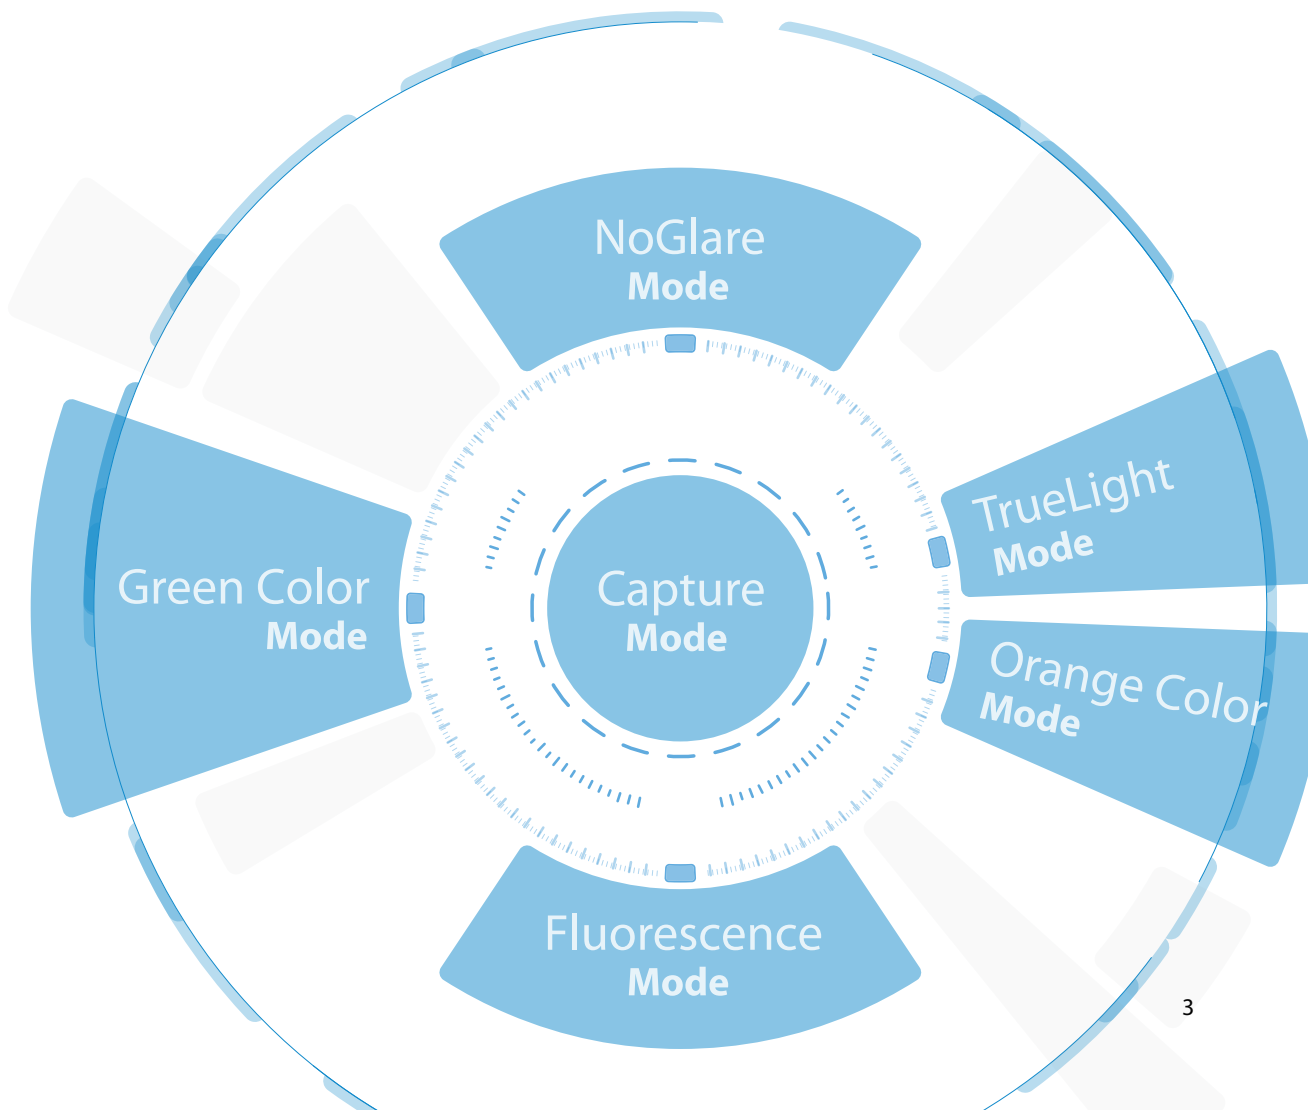 NoGlare
Mode
TrueLight
Mode
Green Color
Mode
Capture
Mode
Orange Color
Mode
Fluorescence
Mode
3